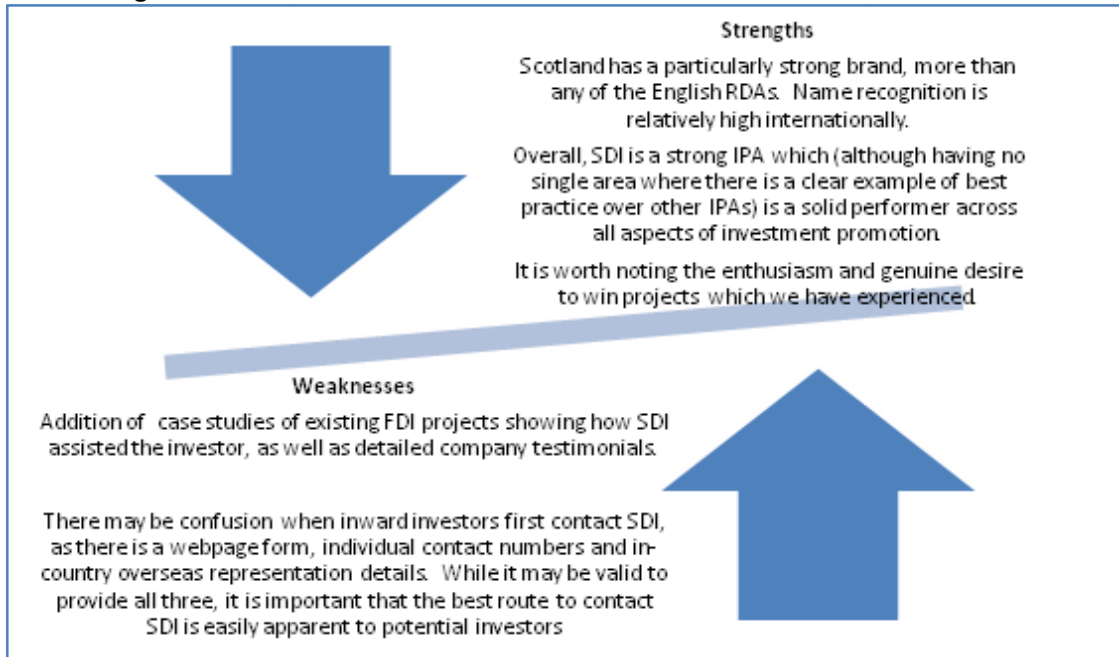 Strengths
Scotland has a particularly strong brand, more than
any of the English RDAs. Name recognition is
relatively high internationally.
Overall, SDI is a strong IPA which (although having no
single area where there is a clear example of best
practice over other IPAs) is a solid performer across
all aspects of investment promotion.
It is worth noting the enthusiasm and genuine desire
to win projects which we have experienced.
Weaknesses
Addition of case studies of existing FDI projects showing how SDI
assisted the investor, as well as detailed company testimonials.
There may be confusion when inward investors first contact SDI,
as there is a webpage form, individual contact numbers and in-
country overseas representation details. While it may be valid to
provide all three, it is important that the best route to contact
SDI is easily apparent to potential investors